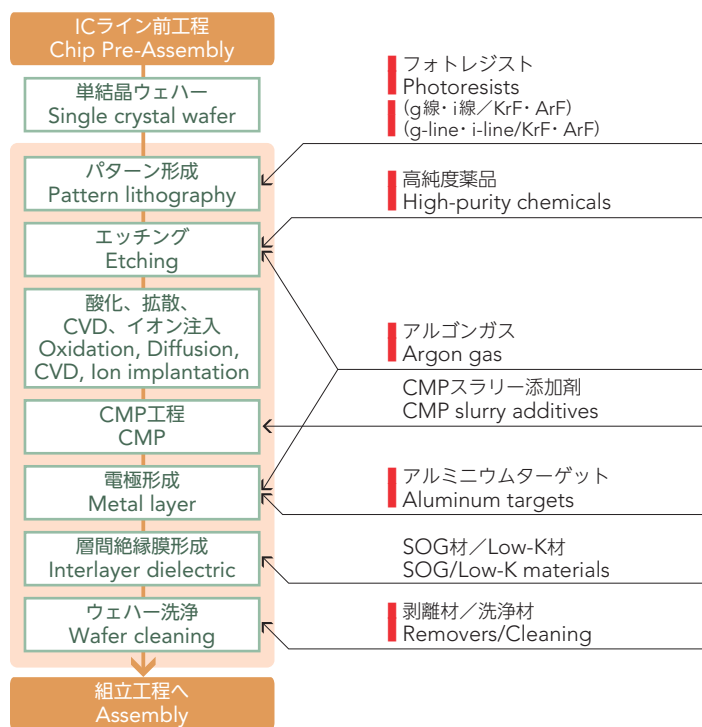 ICライン前工程
Chip Pre-Assembly
単結晶ウェハー
Single crystal wafer
パターン形成
Pattern lithography
エッチング
Etching
酸化、拡散、
CVD、イオン注入
Oxidation, Diffusion,
CVD, Ion implantation
CMP工程
CMP
電極形成
Metal layer
層間絶縁膜形成
Interlayer dielectric
ウェハー洗浄
Wafer cleaning
組立工程へ
Assembly
フォトレジスト
Photoresists
(g線・i線／KrF・ArF)
(g-line・i-line/KrF・ArF)
高純度薬品
High-purity chemicals
アルゴンガス
Argon gas
CMPスラリー添加剤
CMP slurry additives
アルミニウムターゲット
Aluminum targets
SOG材／Low-K材
SOG/Low-K materials
剥離材／洗浄材
Removers/Cleaning